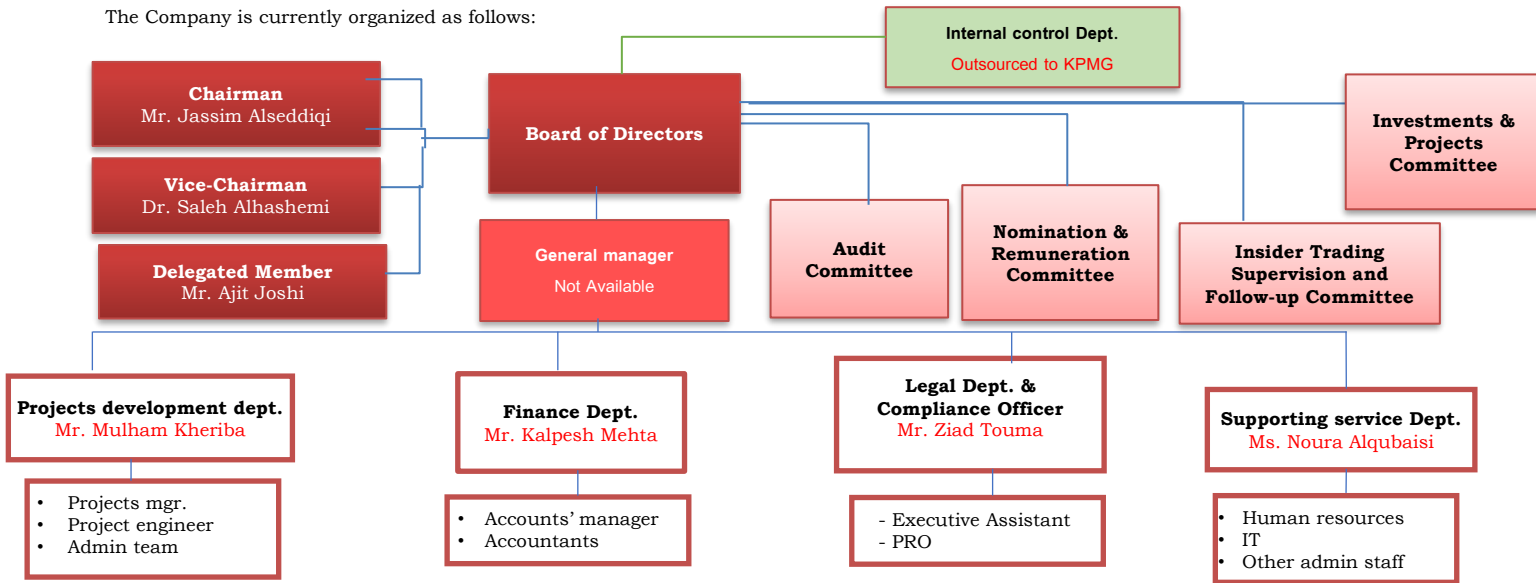 The Company is currently organized as follows:
Internal control Dept.
Outsourced to KPMG
Chairman
Mr. Jassim Alseddiqi
Board of Directors
Investments &
Projects
Committee
Vice-Chairman
Dr. Saleh Alhashemi
Delegated Member
Mr. Ajit Joshi
General manager
Not Available
Audit
Committee
Nomination &
Remuneration
Committee
Insider Trading
Supervision and
Follow-up Committee
Projects development dept.
Mr. Mulham Kheriba
Finance Dept.
Mr. Kalpesh Mehta
Legal Dept. &
Compliance Officer
Mr. Ziad Touma
Supporting service Dept.
Ms. Noura Alqubaisi
• Projects mgr.
• Project engineer
• Admin team
• Accounts’ manager
• Accountants
- Executive Assistant
- PRO
• Human resources
• IT
• Other admin staff